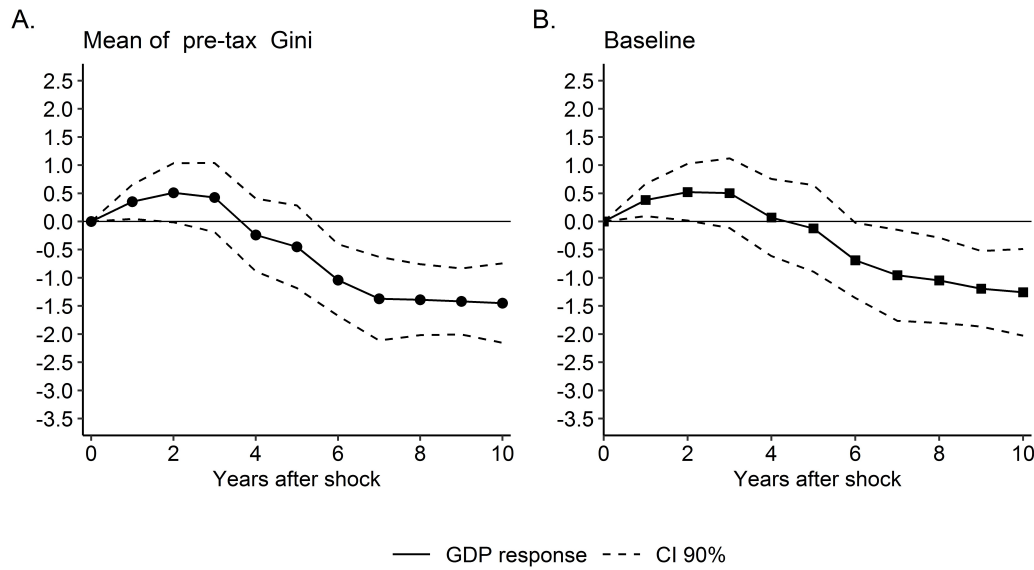 A.
Mean of pre-tax Gini
2.5
2.0
1.5
1.0
0.5
0.0
-0.5
-1.0
-1.5
-2.0
-2.5
-3.0
-3.5
0 2 4 6 8 10
Years after shock
B.
Baseline
2.5
2.0
1.5
1.0
0.5
0.0
-0.5
-1.0
-1.5
-2.0
-2.5
-3.0
-3.5
0 2 4 6 8 10
Years after shock
GDP response CI 90%